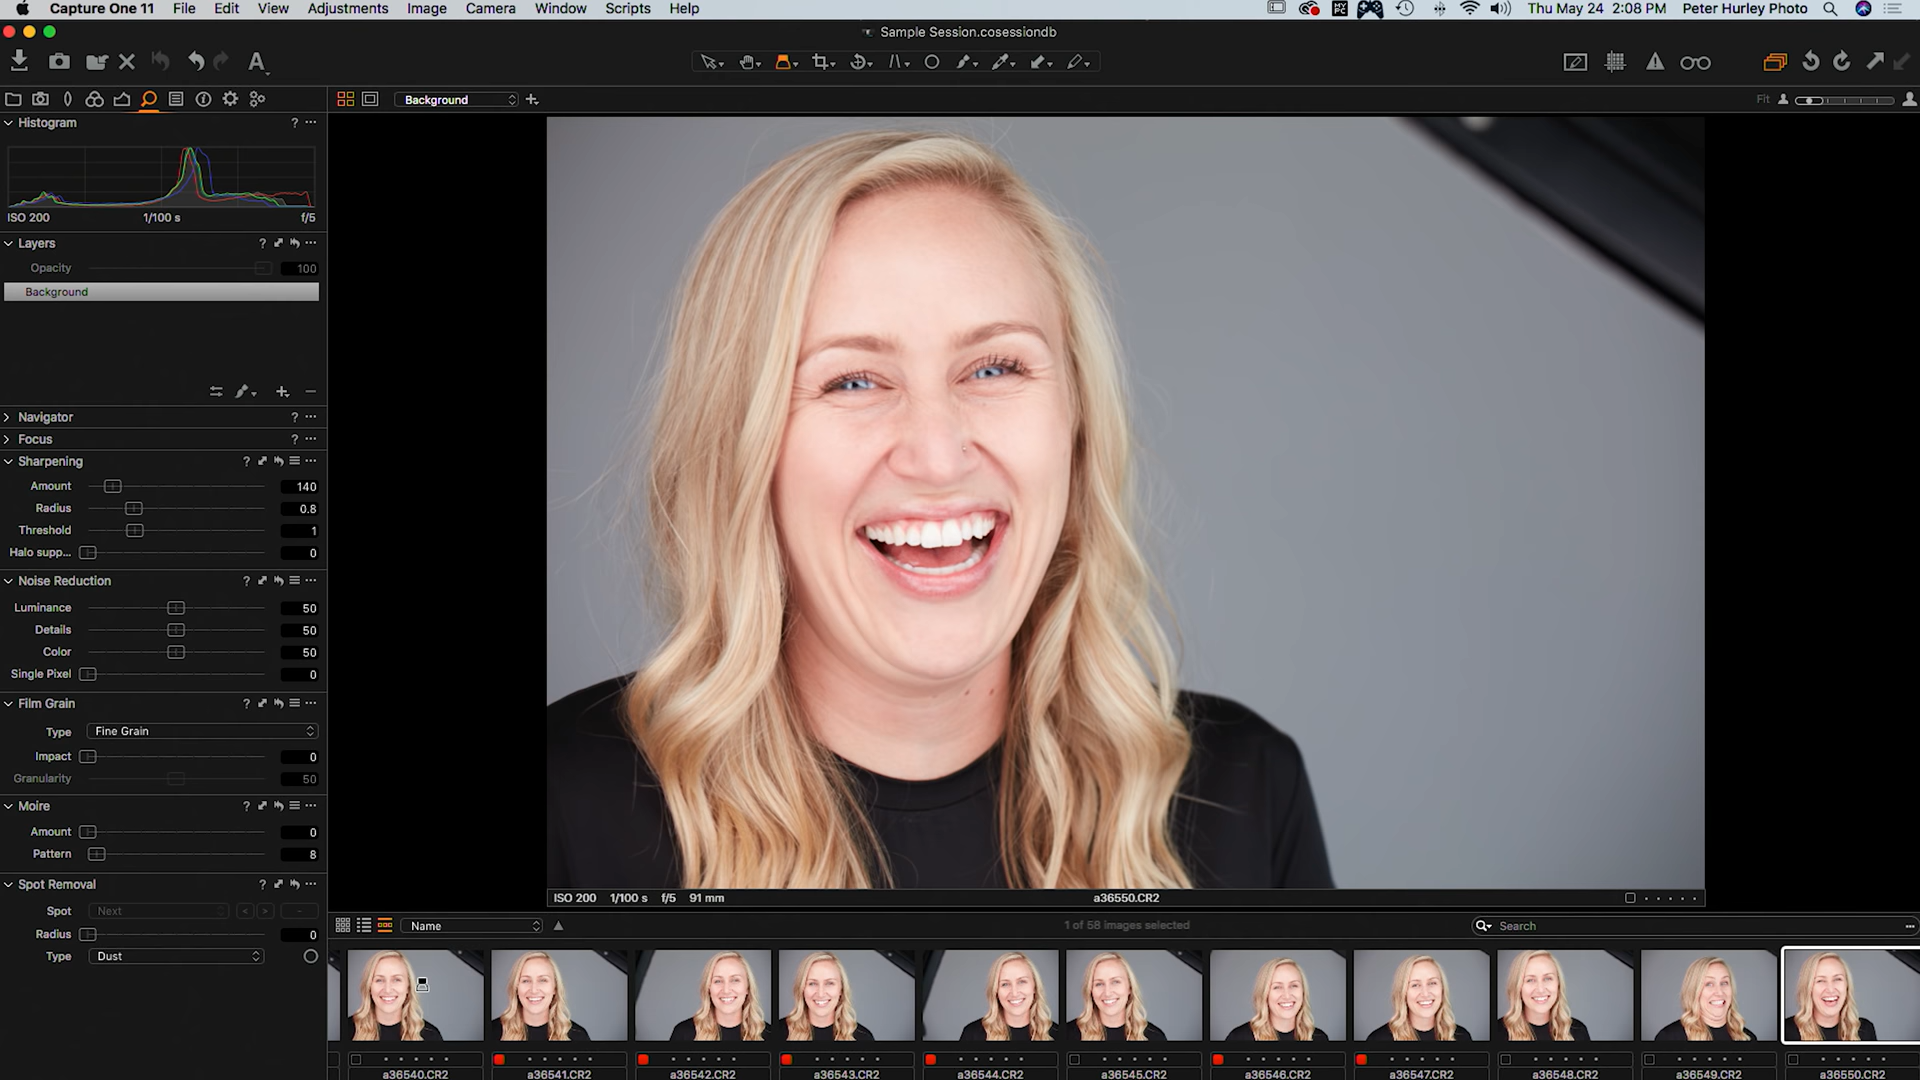 Capture One 11 File Edit View Adjustments Image Camera Window Scripts Help Thu May 24 2:08 PM Peter Hurley Photo
Sample Session.cosessiondb
Background
Fit
Histogram
ISO 200 1/100 s f/5
Layers
Opacity 100
Background
Navigator
Focus
Sharpening
Amount 140
Radius 0.8
Threshold 1
Halo supp... 0
Noise Reduction
Luminance 50
Details 50
Color 50
Single Pixel 0
Film Grain
Type Fine Grain
Impact 0
Granularity 50
Moire
Amount 0
Pattern 8
Spot Removal
Spot Next
Radius 0
Type Dust
ISO 200 1/100 s f/5 91 mm a36550.CR2
Name 1 of 58 images selected Search
a36540.CR2 a36541.CR2 a36542.CR2 a36543.CR2 a36544.CR2 a36545.CR2 a36546.CR2 a36547.CR2 a36548.CR2 a36549.CR2 a36550.CR2